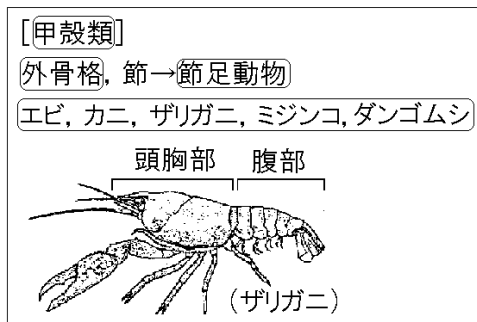 [甲殻類]
外骨格, 節→節足動物
エビ, カニ, ザリガニ, ミジンコ, ダンゴムシ
頭胸部 腹部
(ザリガニ)